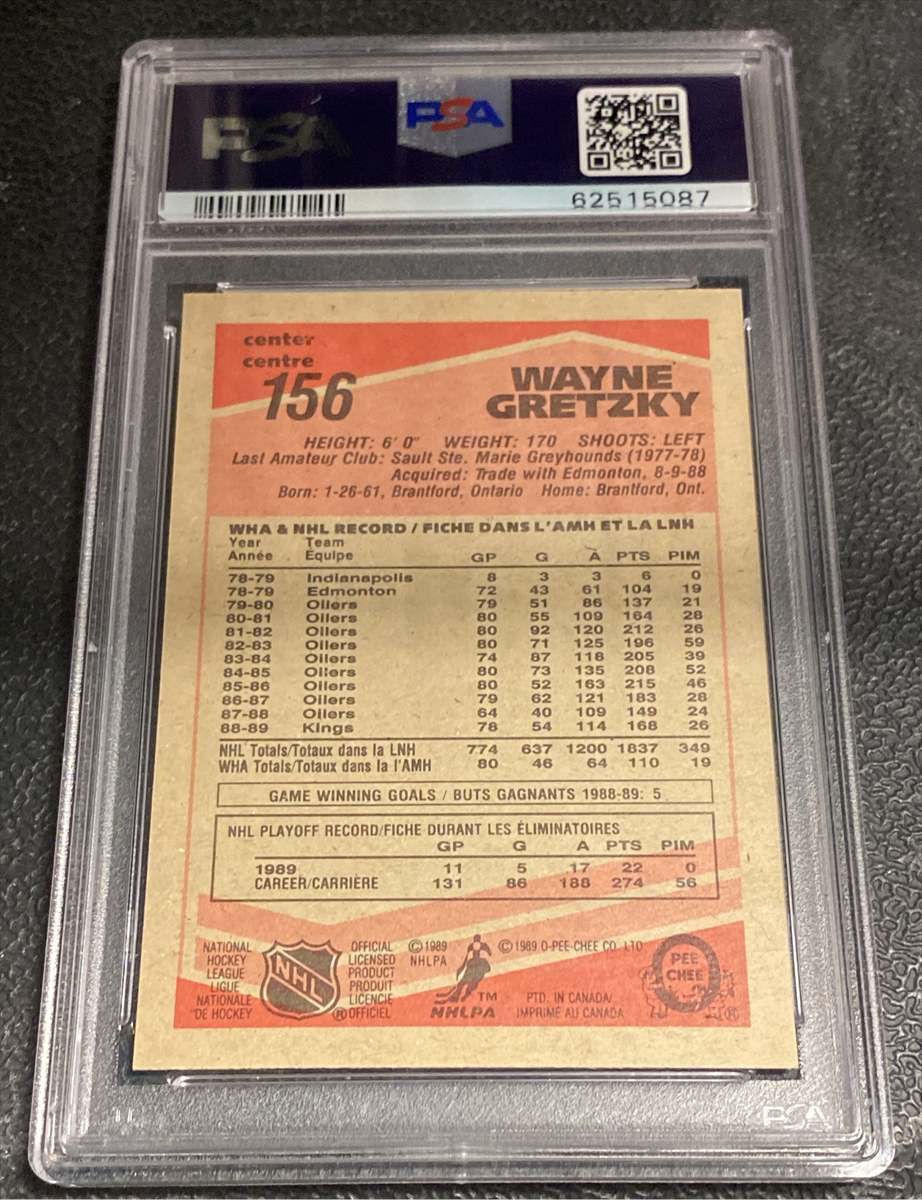 PSA PSA
62515087
center
centre
156
WAYNE
GRETZKY
HEIGHT: 6' 0" WEIGHT: 170 SHOOTS: LEFT
Last Amateur Club: Sault Ste. Marie Greyhounds (1977-78)
Acquired: Trade with Edmonton, 8-9-88
Born: 1-26-61, Brantford, Ontario Home: Brantford, Ont.
WHA & NHL RECORD / FICHE DANS L'AMH ET LA LNH
Year Team
Année Équipe GP G A PTS PIM
78-79 Indianapolis 8 3 3 6 0
78-79 Edmonton 72 43 61 104 19
79-80 Oilers 79 51 86 137 21
80-81 Oilers 80 55 109 164 28
81-82 Oilers 80 92 120 212 26
82-83 Oilers 80 71 125 196 59
83-84 Oilers 74 87 118 205 39
84-85 Oilers 80 73 135 208 52
85-86 Oilers 80 52 163 215 46
86-87 Oilers 79 62 121 183 28
87-88 Oilers 64 40 109 149 24
88-89 Kings 78 54 114 168 26
NHL Totals/Totaux dans la LNH 774 637 1200 1837 349
WHA Totals/Totaux dans la l'AMH 80 46 64 110 19
GAME WINNING GOALS / BUTS GAGNANTS 1988-89: 5
NHL PLAYOFF RECORD/FICHE DURANT LES ÉLIMINATOIRES
GP G A PTS PIM
1989 11 5 17 22 0
CAREER/CARRIÈRE 131 86 188 274 56
NATIONAL
HOCKEY
LEAGUE
LIGUE
NATIONALE
DE HOCKEY
NHL
OFFICIAL
LICENSED
PRODUCT
PRODUIT
LICENCIE
® OFFICIEL
© 1989
NHLPA
TM
NHLPA
© 1989 O-PEE-CHEE CO. LTD
PTD. IN CANADA/
IMPRIMÉ AU CANADA
PEE
CHEE
®
PSA